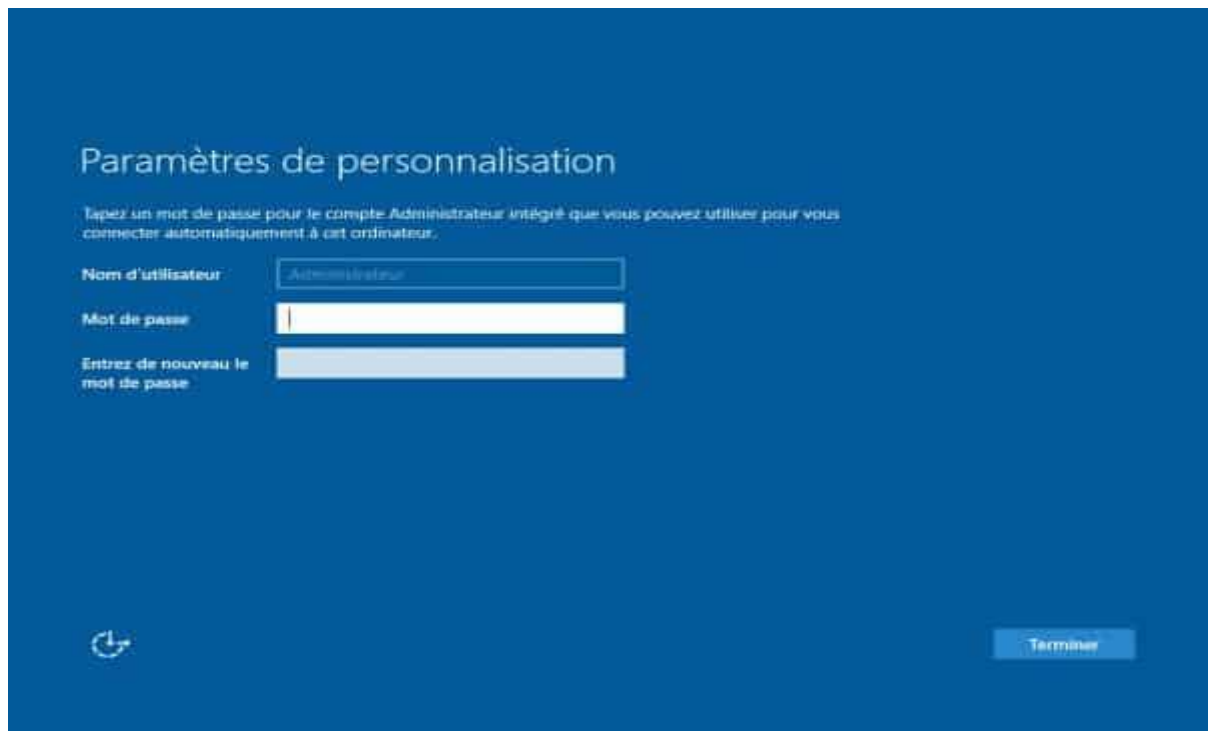 Paramètres de personnalisation
Tapez un mot de passe pour le compte Administrateur intégré que vous pouvez utiliser pour vous
connecter automatiquement à cet ordinateur.
Nom d'utilisateur
Administrateur
Mot de passe
Entrez de nouveau le
mot de passe
Terminer